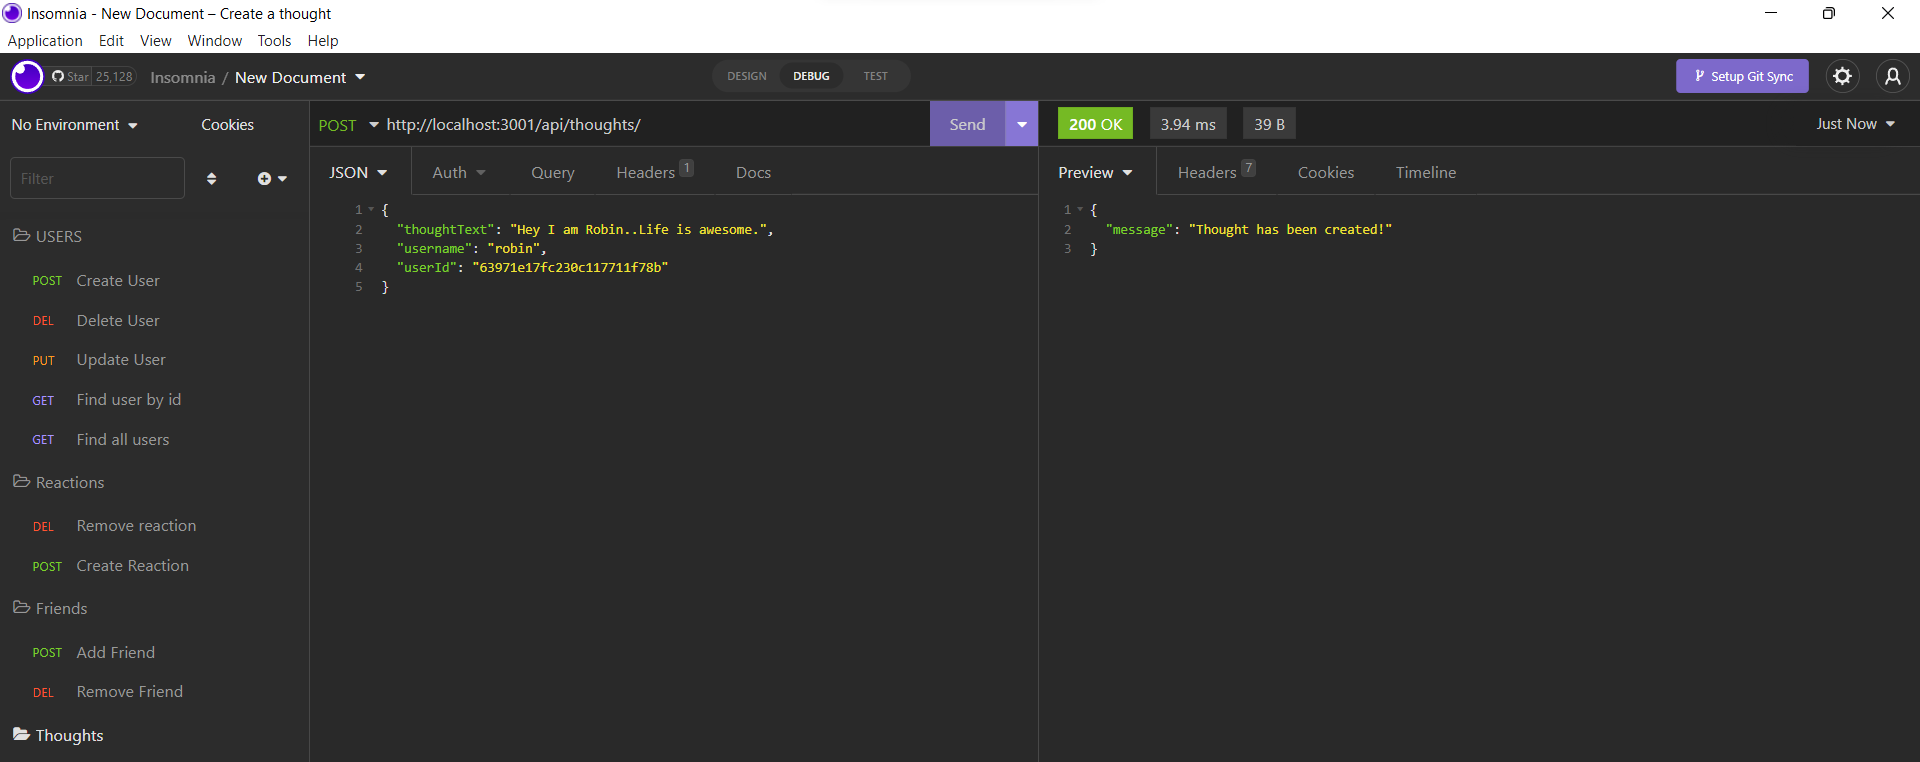 Insomnia - New Document – Create a thought
Application Edit View Window Tools Help
Star 25,128 Insomnia / New Document DESIGN DEBUG TEST Setup Git Sync
No Environment Cookies
POST http://localhost:3001/api/thoughts/ Send
200 OK 3.94 ms 39 B Just Now
Filter
JSON Auth Query Headers 1 Docs
Preview Headers 7 Cookies Timeline
USERS
POST Create User
DEL Delete User
PUT Update User
GET Find user by id
GET Find all users
Reactions
DEL Remove reaction
POST Create Reaction
Friends
POST Add Friend
DEL Remove Friend
Thoughts
1 {
2 "thoughtText": "Hey I am Robin..Life is awesome.",
3 "username": "robin",
4 "userId": "63971e17fc230c117711f78b"
5 }
1 {
2 "message": "Thought has been created!"
3 }